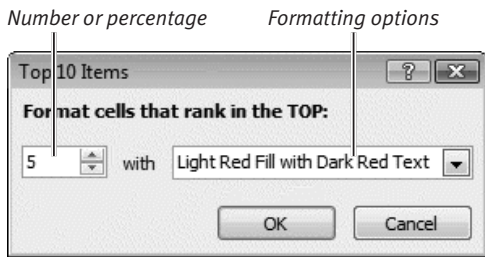 Number or percentage Formatting options
Top 10 Items ?
Format cells that rank in the TOP:
5 with Light Red Fill with Dark Red Text
OK Cancel